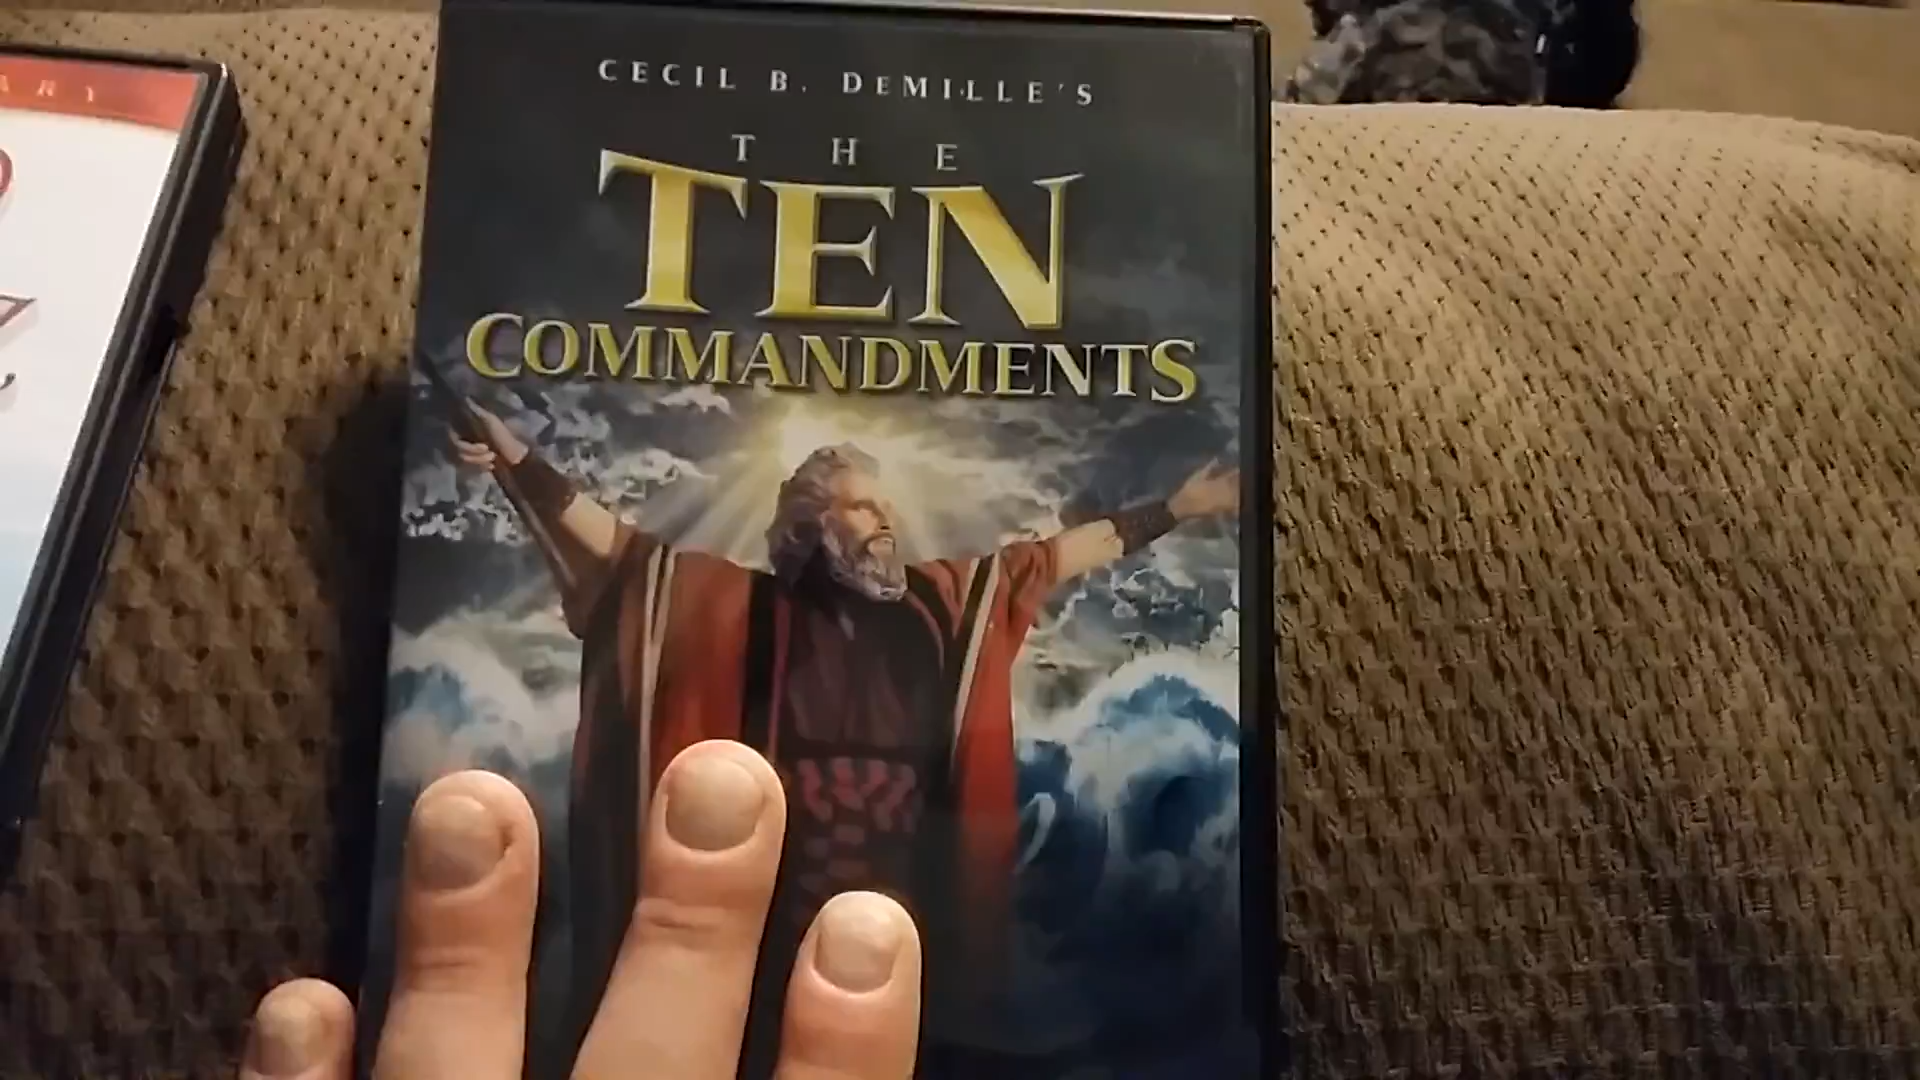 CECIL B. DEMILLE'S
THE
TEN
COMMANDMENTS